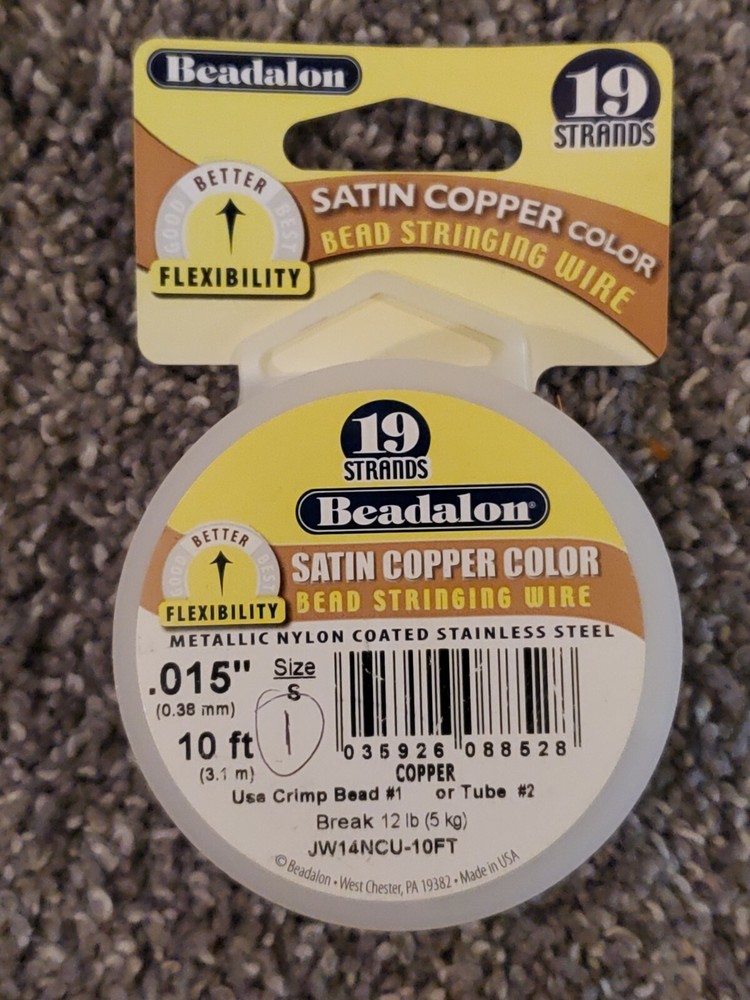 Beadalon
19
STRANDS
GOOD BETTER BEST
FLEXIBILITY
SATIN COPPER COLOR
BEAD STRINGING WIRE
19
STRANDS
Beadalon®
GOOD BETTER BEST
FLEXIBILITY
SATIN COPPER COLOR
BEAD STRINGING WIRE
METALLIC NYLON COATED STAINLESS STEEL
.015"
(0.38 mm)
Size
S
1
10 ft
(3.1 m)
0 35926 08852 8
COPPER
Use Crimp Bead #1 or Tube #2
Break 12 lb (5 kg)
JW14NCU-10FT
© Beadalon • West Chester, PA 19382 • Made in USA